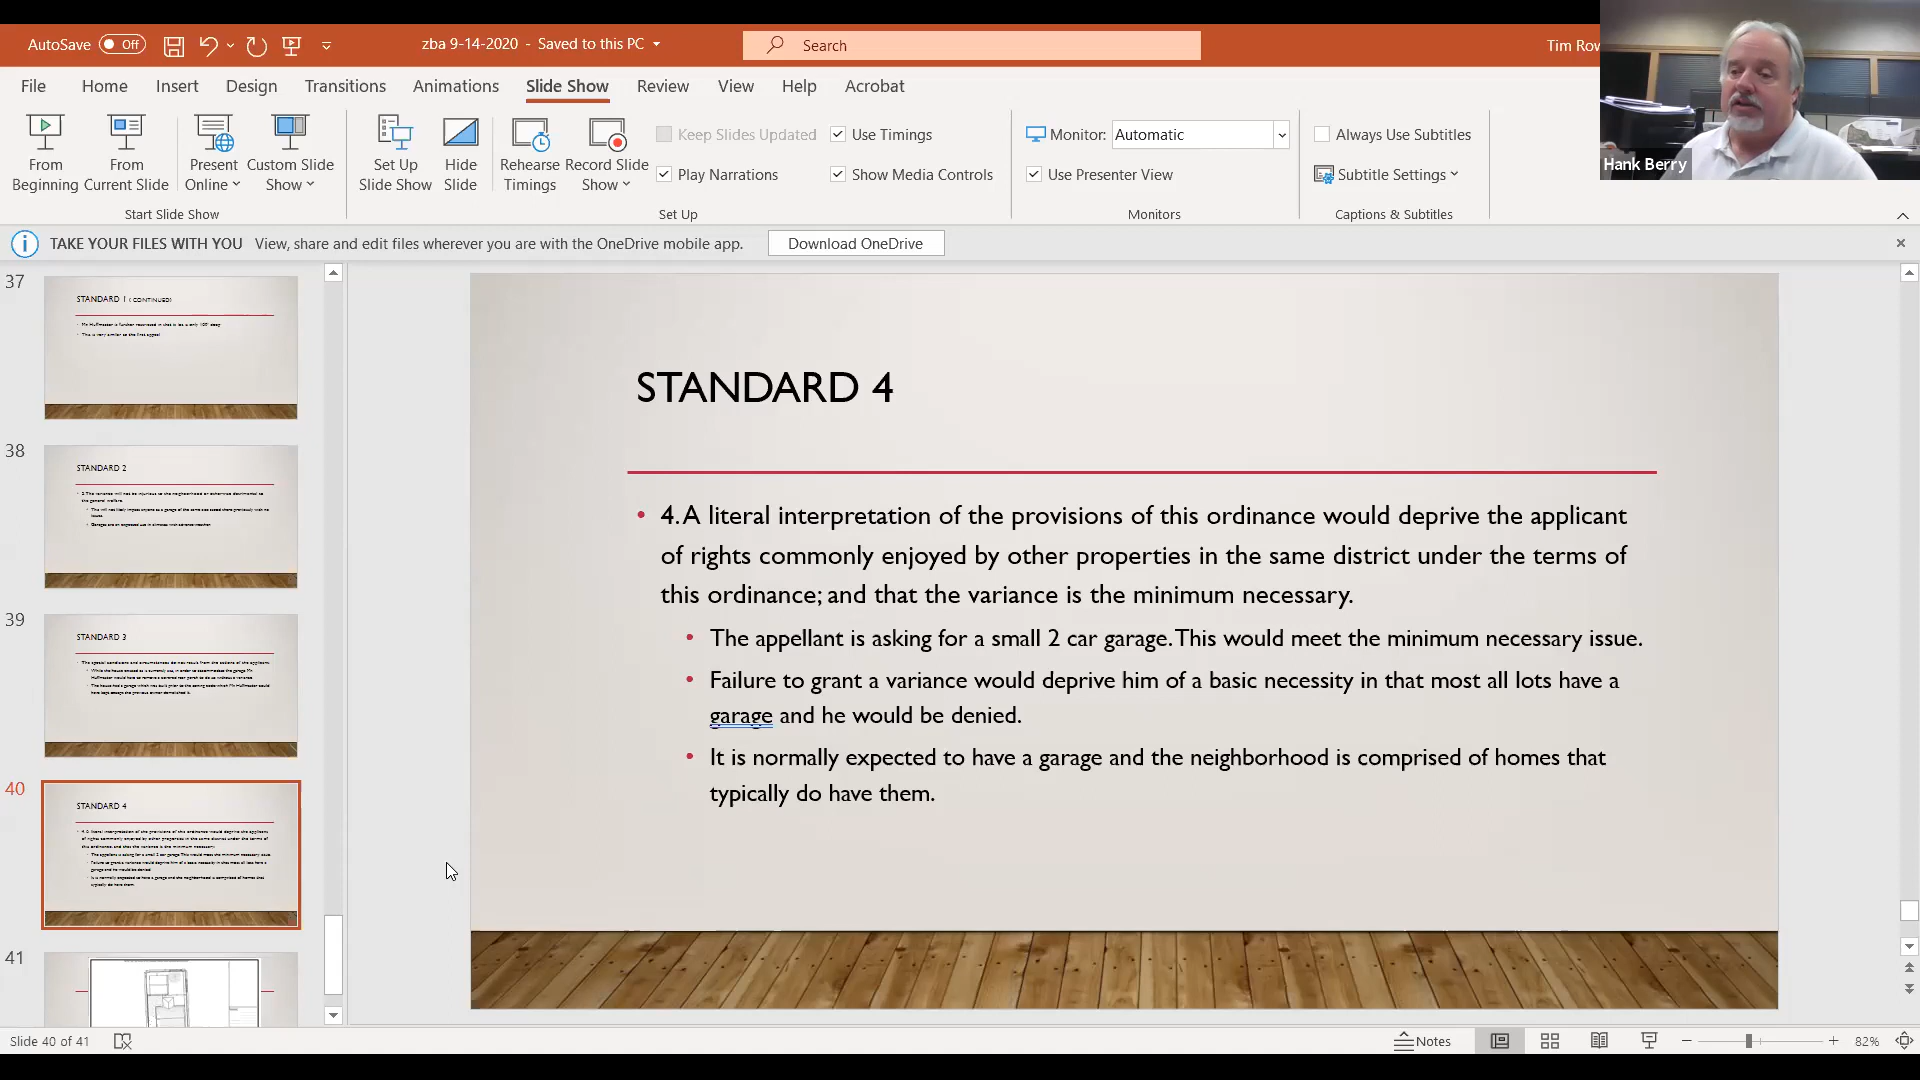 AutoSave Off
zba 9-14-2020 - Saved to this PC
Search
Tim Rov
File Home Insert Design Transitions Animations Slide Show Review View Help Acrobat
From Beginning
From Current Slide
Present Online
Custom Slide Show
Set Up Slide Show
Hide Slide
Rehearse Timings
Record Slide Show
Keep Slides Updated
Use Timings
Play Narrations
Show Media Controls
Monitor: Automatic
Use Presenter View
Always Use Subtitles
Subtitle Settings
Start Slide Show
Set Up
Monitors
Captions & Subtitles
Hank Berry
TAKE YOUR FILES WITH YOU View, share and edit files wherever you are with the OneDrive mobile app. Download OneDrive
37
STANDARD 1 ( CONTINUED)
38
STANDARD 2
39
STANDARD 3
40
STANDARD 4
41
STANDARD 4
• 4. A literal interpretation of the provisions of this ordinance would deprive the applicant
of rights commonly enjoyed by other properties in the same district under the terms of
this ordinance; and that the variance is the minimum necessary.
• The appellant is asking for a small 2 car garage. This would meet the minimum necessary issue.
• Failure to grant a variance would deprive him of a basic necessity in that most all lots have a
garage and he would be denied.
• It is normally expected to have a garage and the neighborhood is comprised of homes that
typically do have them.
Slide 40 of 41
Notes
82%